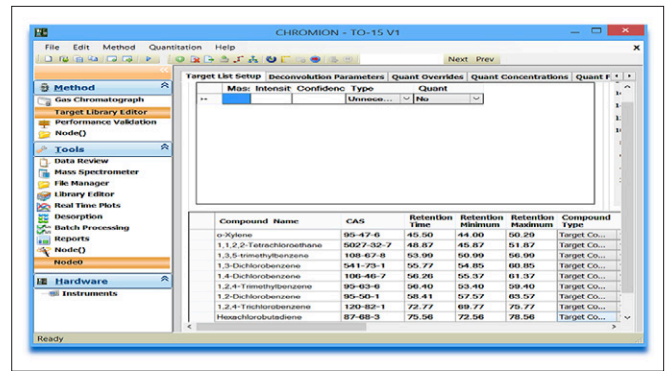 CHROMION - TO-15 V1
File Edit Method Quantitation Help
Next Prev
Method
Gas Chromatograph
Target Library Editor
Performance Validation
Node()
Tools
Data Review
Mass Spectrometer
File Manager
Library Editor
Real Time Plots
Desorption
Batch Processing
Reports
Node()
Node0
Hardware
Instruments
Target List Setup Deconvolution Parameters Quant Overrides Quant Concentrations Quant F
Mas: Intensit Confidenc Type Quant
Unnece... No
Compound Name CAS Retention Time Retention Minimum Retention Maximum Compound Type
o-Xylene 95-47-6 45.50 44.00 50.29 Target Co...
1,1,2,2-Tetrachloroethane 5027-32-7 48.87 45.87 51.87 Target Co...
1,3,5-trimethylbenzene 108-67-8 53.99 50.99 56.99 Target Co...
1,3-Dichlorobenzene 541-73-1 55.77 54.85 60.85 Target Co...
1,4-Dichlorobenzene 106-46-7 56.26 55.37 61.37 Target Co...
1,2,4-Trimethylbenzene 95-63-6 56.40 53.40 59.40 Target Co...
1,2-Dichlorobenzene 95-50-1 58.41 57.57 63.57 Target Co...
1,2,4-Trichlorobenzene 120-82-1 72.77 69.77 75.77 Target Co...
Hexachlorobutadiene 87-68-3 75.56 72.56 78.56 Target Co...
Ready